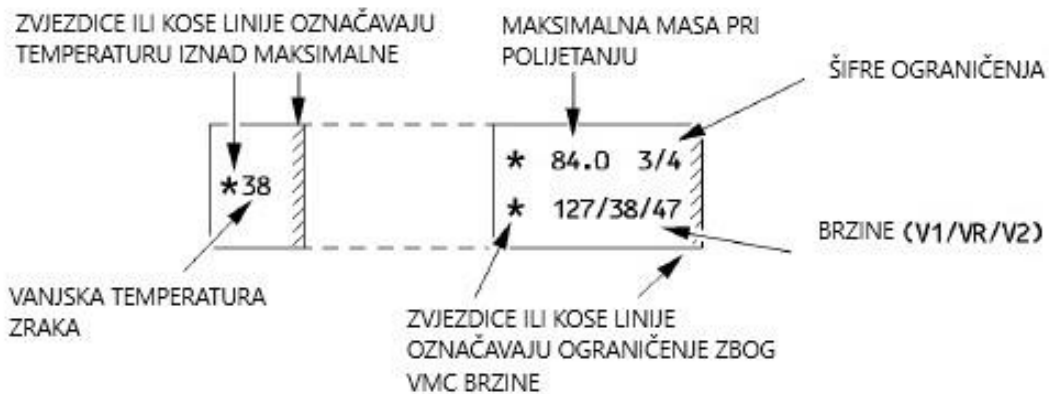 ZVJEZDICE ILI KOSE LINIJE OZNAČAVAJU
TEMPERATURU IZNAD MAKSIMALNE
MAKSIMALNA MASA PRI
POLIJETANJU
ŠIFRE OGRANIČENJA
* 84.0 3/4
*38
* 127/38/47
BRZINE (V1/VR/V2)
VANJSKA TEMPERATURA
ZRAKA
ZVJEZDICE ILI KOSE LINIJE
OZNAČAVAJU OGRANIČENJE ZBOG
VMC BRZINE